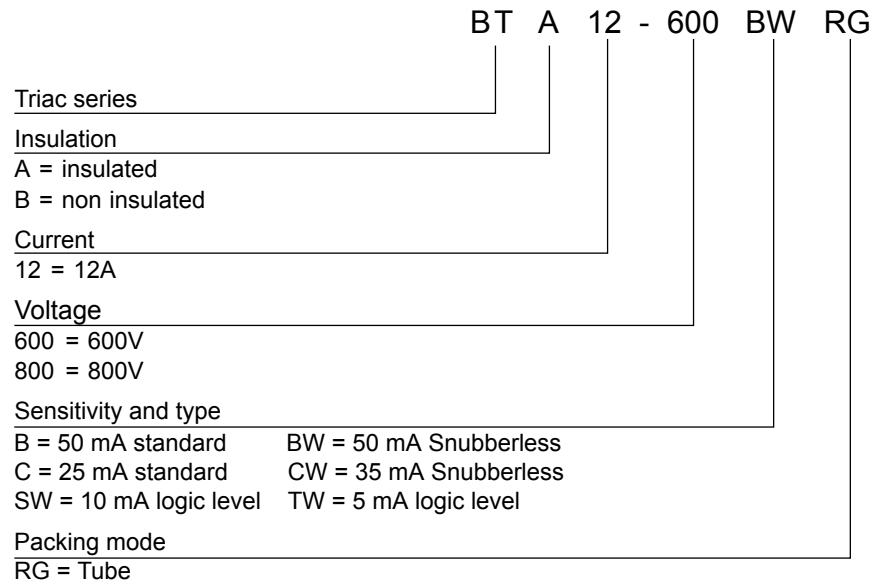 BT A 12 - 600 BW RG
Triac series
Insulation
A = insulated
B = non insulated
Current
12 = 12A
Voltage
600 = 600V
800 = 800V
Sensitivity and type
B = 50 mA standard BW = 50 mA Snubberless
C = 25 mA standard CW = 35 mA Snubberless
SW = 10 mA logic level TW = 5 mA logic level
Packing mode
RG = Tube